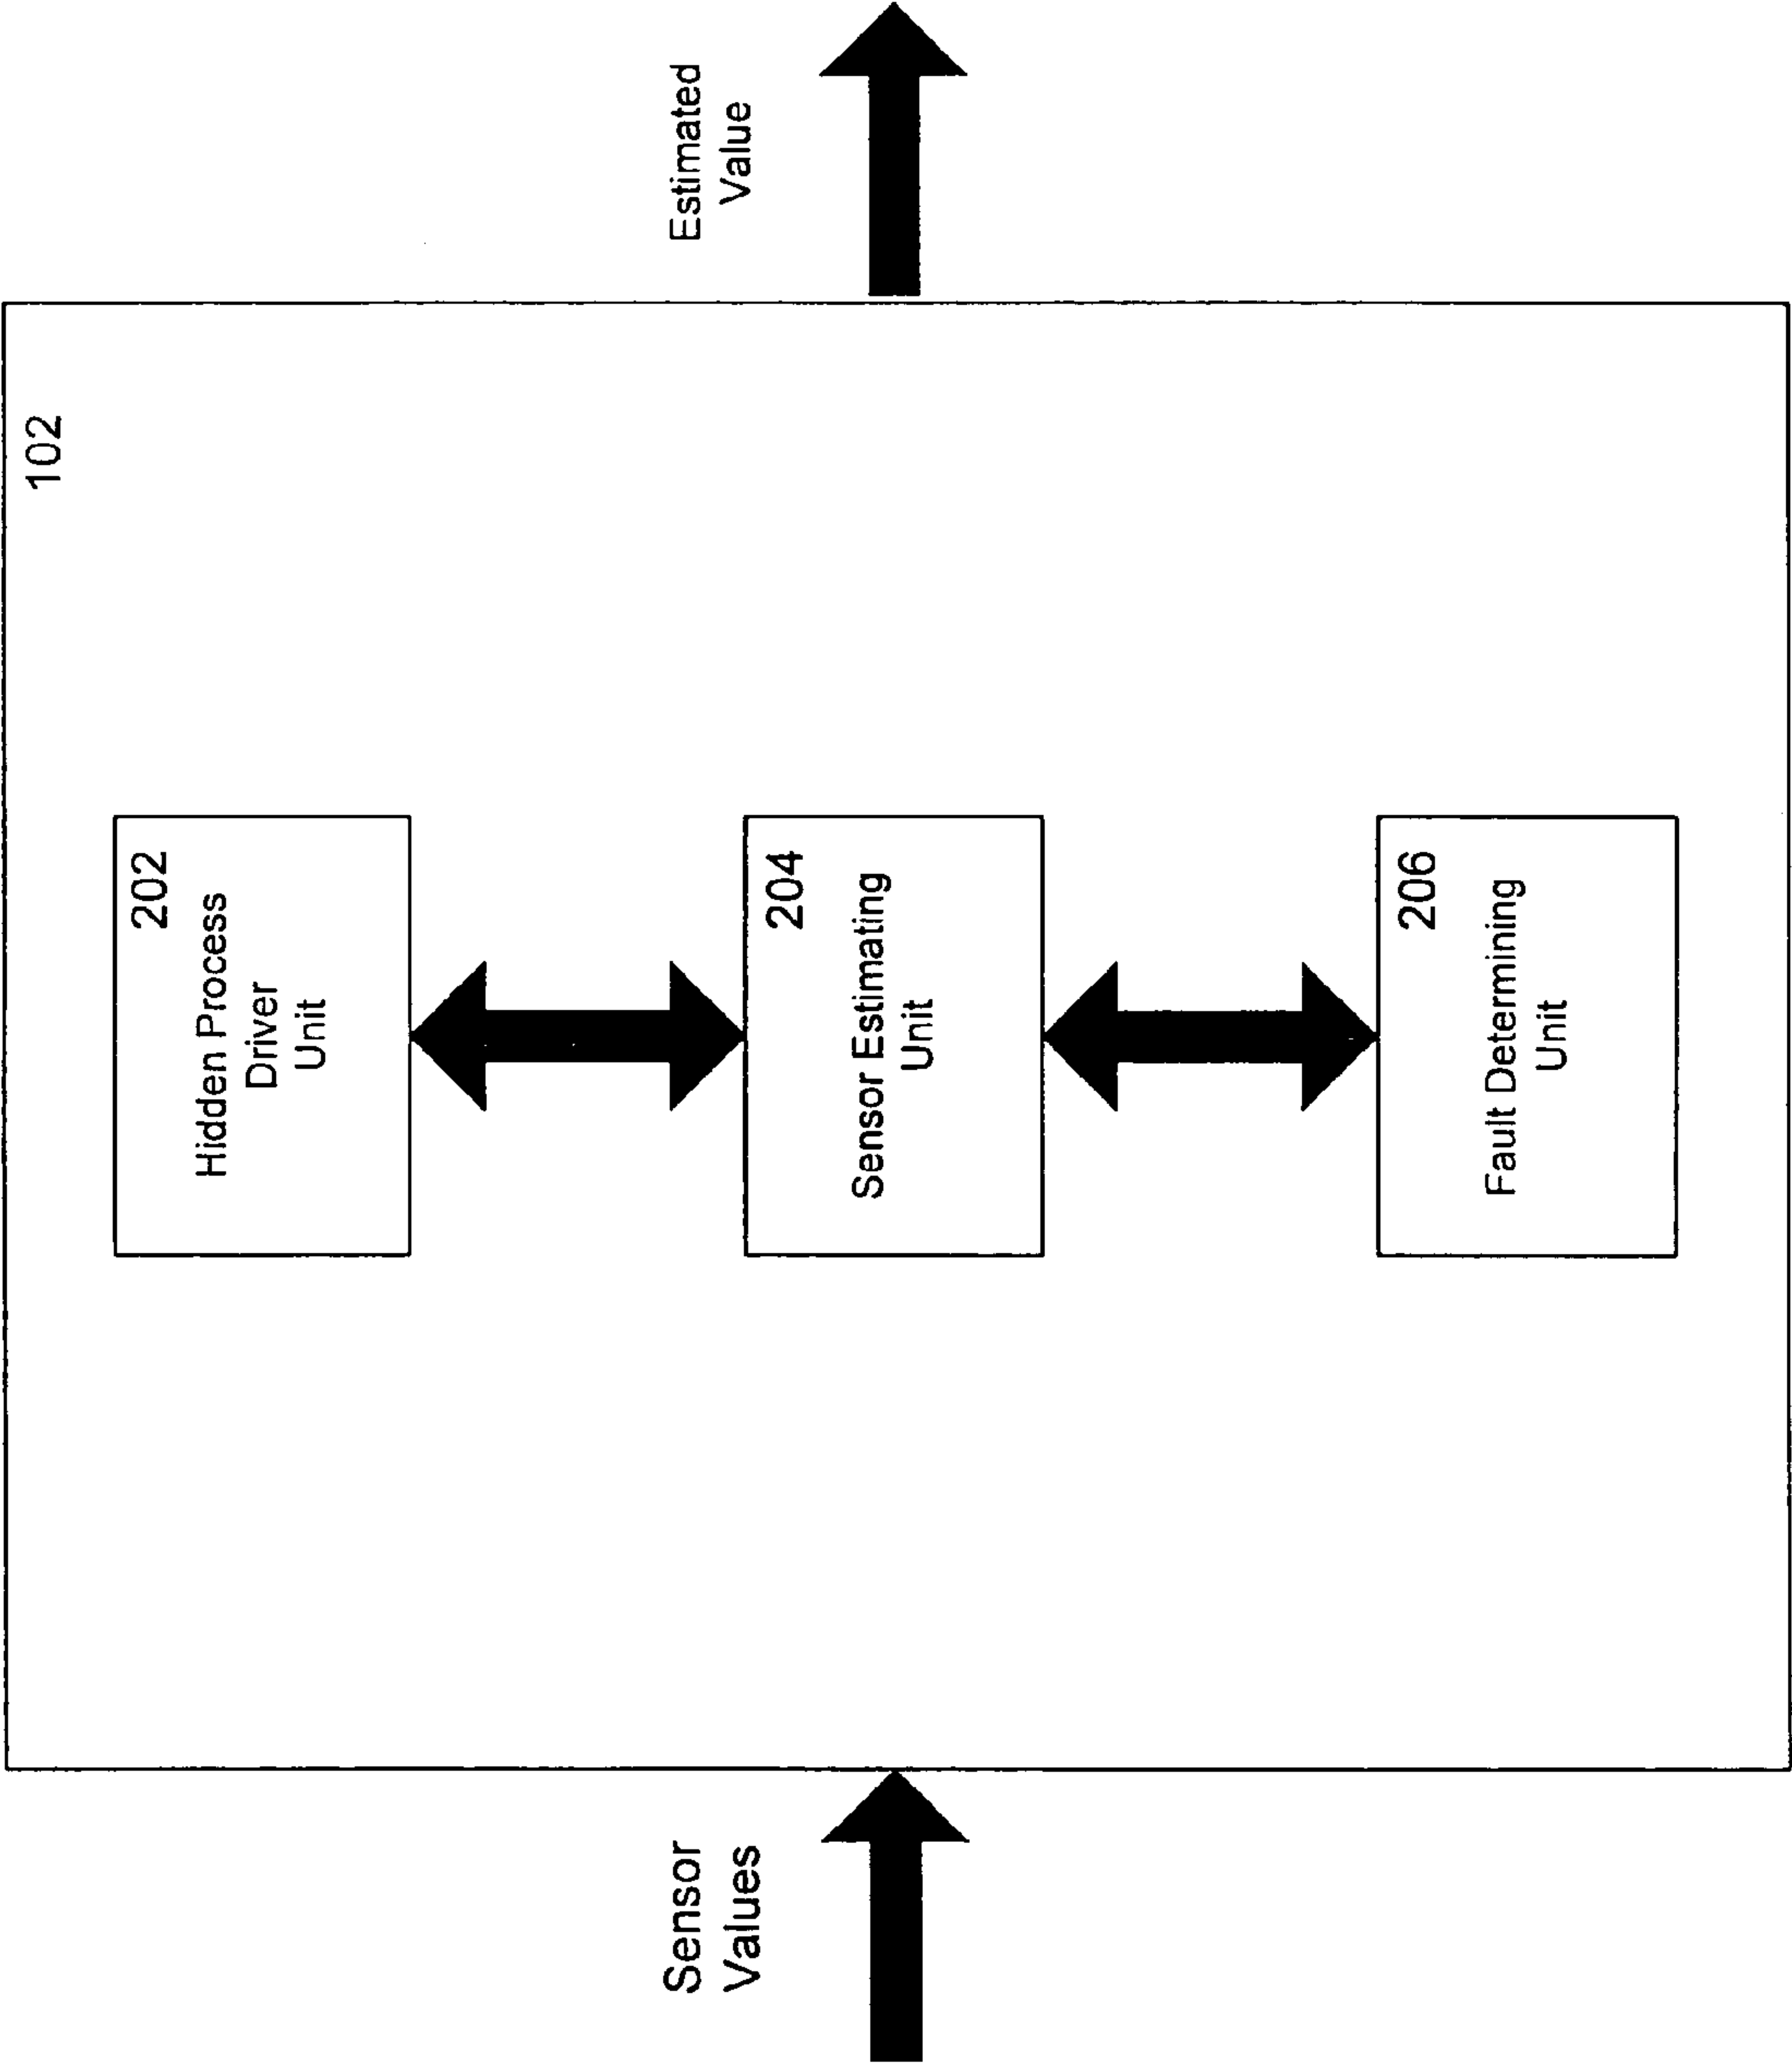 102
202
Hidden Process
Driver
Unit
204
Sensor Estimating
Unit
206
Fault Determining
Unit
Sensor
Values
Estimated
Value